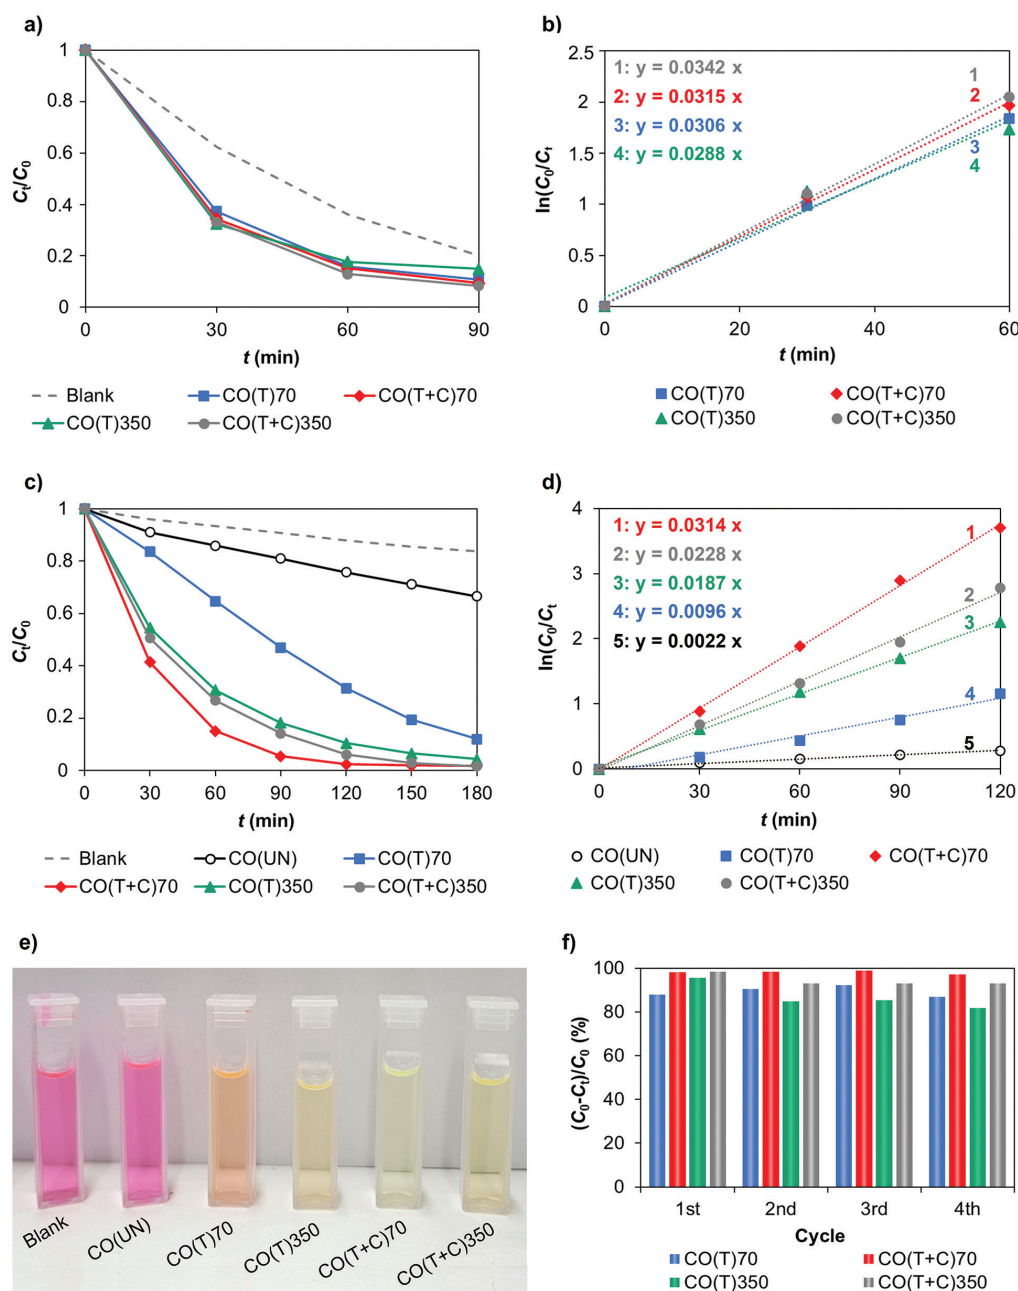 a)
1
0.8
0.6
0.4
0.2
0
Ct/C0
0
30
60
90
t (min)
Blank
CO(T)70
CO(T+C)70
CO(T)350
CO(T+C)350
b)
2.5
2
1.5
1
0.5
0
ln(C0/Ct)
1: y = 0.0342 x
2: y = 0.0315 x
3: y = 0.0306 x
4: y = 0.0288 x
1
2
3
4
0
20
40
60
t (min)
CO(T)70
CO(T+C)70
CO(T)350
CO(T+C)350
c)
1
0.8
0.6
0.4
0.2
0
Ct/C0
0
30
60
90
120
150
180
t (min)
Blank
CO(UN)
CO(T)70
CO(T+C)70
CO(T)350
CO(T+C)350
d)
4
3
2
1
0
ln(C0/Ct)
1: y = 0.0314 x
2: y = 0.0228 x
3: y = 0.0187 x
4: y = 0.0096 x
5: y = 0.0022 x
1
2
3
4
5
0
30
60
90
120
t (min)
CO(UN)
CO(T)70
CO(T+C)70
CO(T)350
CO(T+C)350
e)
Blank
CO(UN)
CO(T)70
CO(T)350
CO(T+C)70
CO(T+C)350
f)
100
80
60
40
20
0
(C0-Ct)/C0 (%)
1st
2nd
3rd
4th
Cycle
CO(T)70
CO(T+C)70
CO(T)350
CO(T+C)350